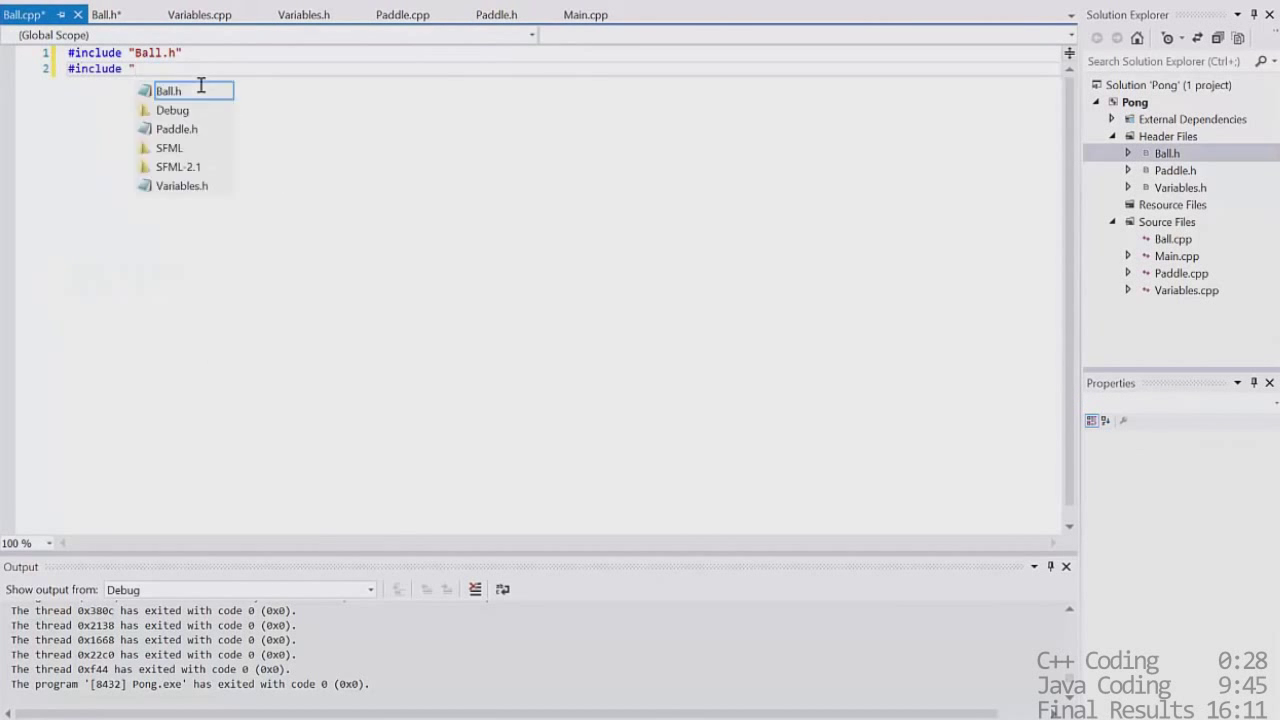 Ball.cpp* Ball.h* Variables.cpp Variables.h Paddle.cpp Paddle.h Main.cpp
(Global Scope)
1 #include "Ball.h"
2 #include "
Ball.h
Debug
Paddle.h
SFML
SFML-2.1
Variables.h
100 %
Output
Show output from: Debug
The thread 0x380c has exited with code 0 (0x0).
The thread 0x2138 has exited with code 0 (0x0).
The thread 0x1668 has exited with code 0 (0x0).
The thread 0x22c0 has exited with code 0 (0x0).
The thread 0xf44 has exited with code 0 (0x0).
The program '[8432] Pong.exe' has exited with code 0 (0x0).
Solution Explorer
Search Solution Explorer (Ctrl+;)
Solution 'Pong' (1 project)
Pong
External Dependencies
Header Files
Ball.h
Paddle.h
Variables.h
Resource Files
Source Files
Ball.cpp
Main.cpp
Paddle.cpp
Variables.cpp
Properties
C++ Coding 0:28
Java Coding 9:45
Final Results 16:11